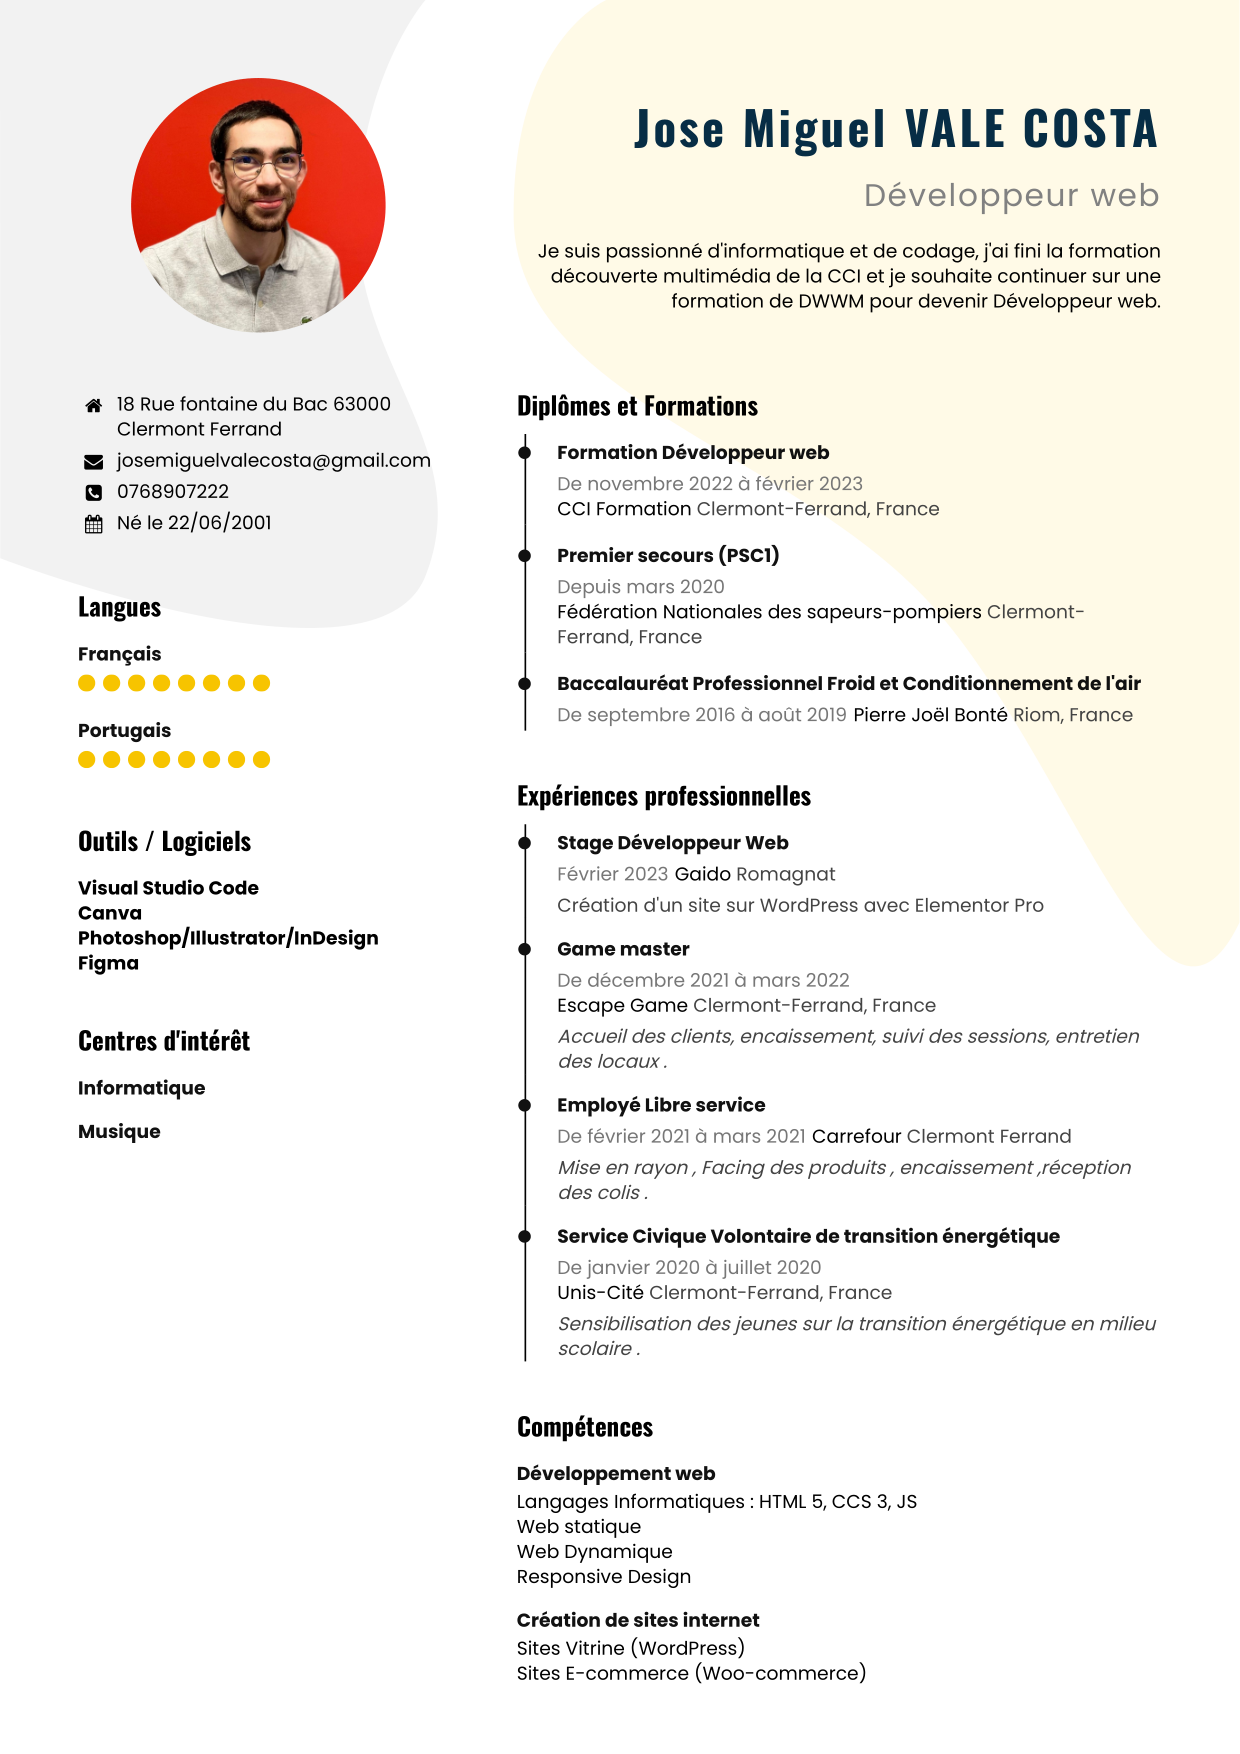 Jose Miguel VALE COSTA
Développeur web
Je suis passionné d'informatique et de codage, j'ai fini la formation
découverte multimédia de la CCI et je souhaite continuer sur une
formation de DWWM pour devenir Développeur web.
18 Rue fontaine du Bac 63000
Clermont Ferrand
josemiguelvalecosta@gmail.com
0768907222
Né le 22/06/2001
Langues
Français
Portugais
Outils / Logiciels
Visual Studio Code
Canva
Photoshop/Illustrator/InDesign
Figma
Centres d'intérêt
Informatique
Musique
Diplômes et Formations
Formation Développeur web
De novembre 2022 à février 2023
CCI Formation Clermont-Ferrand, France
Premier secours (PSC1)
Depuis mars 2020
Fédération Nationales des sapeurs-pompiers Clermont-
Ferrand, France
Baccalauréat Professionnel Froid et Conditionnement de l'air
De septembre 2016 à août 2019 Pierre Joël Bonté Riom, France
Expériences professionnelles
Stage Développeur Web
Février 2023 Gaido Romagnat
Création d'un site sur WordPress avec Elementor Pro
Game master
De décembre 2021 à mars 2022
Escape Game Clermont-Ferrand, France
Accueil des clients, encaissement, suivi des sessions, entretien
des locaux .
Employé Libre service
De février 2021 à mars 2021 Carrefour Clermont Ferrand
Mise en rayon , Facing des produits , encaissement ,réception
des colis .
Service Civique Volontaire de transition énergétique
De janvier 2020 à juillet 2020
Unis-Cité Clermont-Ferrand, France
Sensibilisation des jeunes sur la transition énergétique en milieu
scolaire .
Compétences
Développement web
Langages Informatiques : HTML 5, CCS 3, JS
Web statique
Web Dynamique
Responsive Design
Création de sites internet
Sites Vitrine (WordPress)
Sites E-commerce (Woo-commerce)